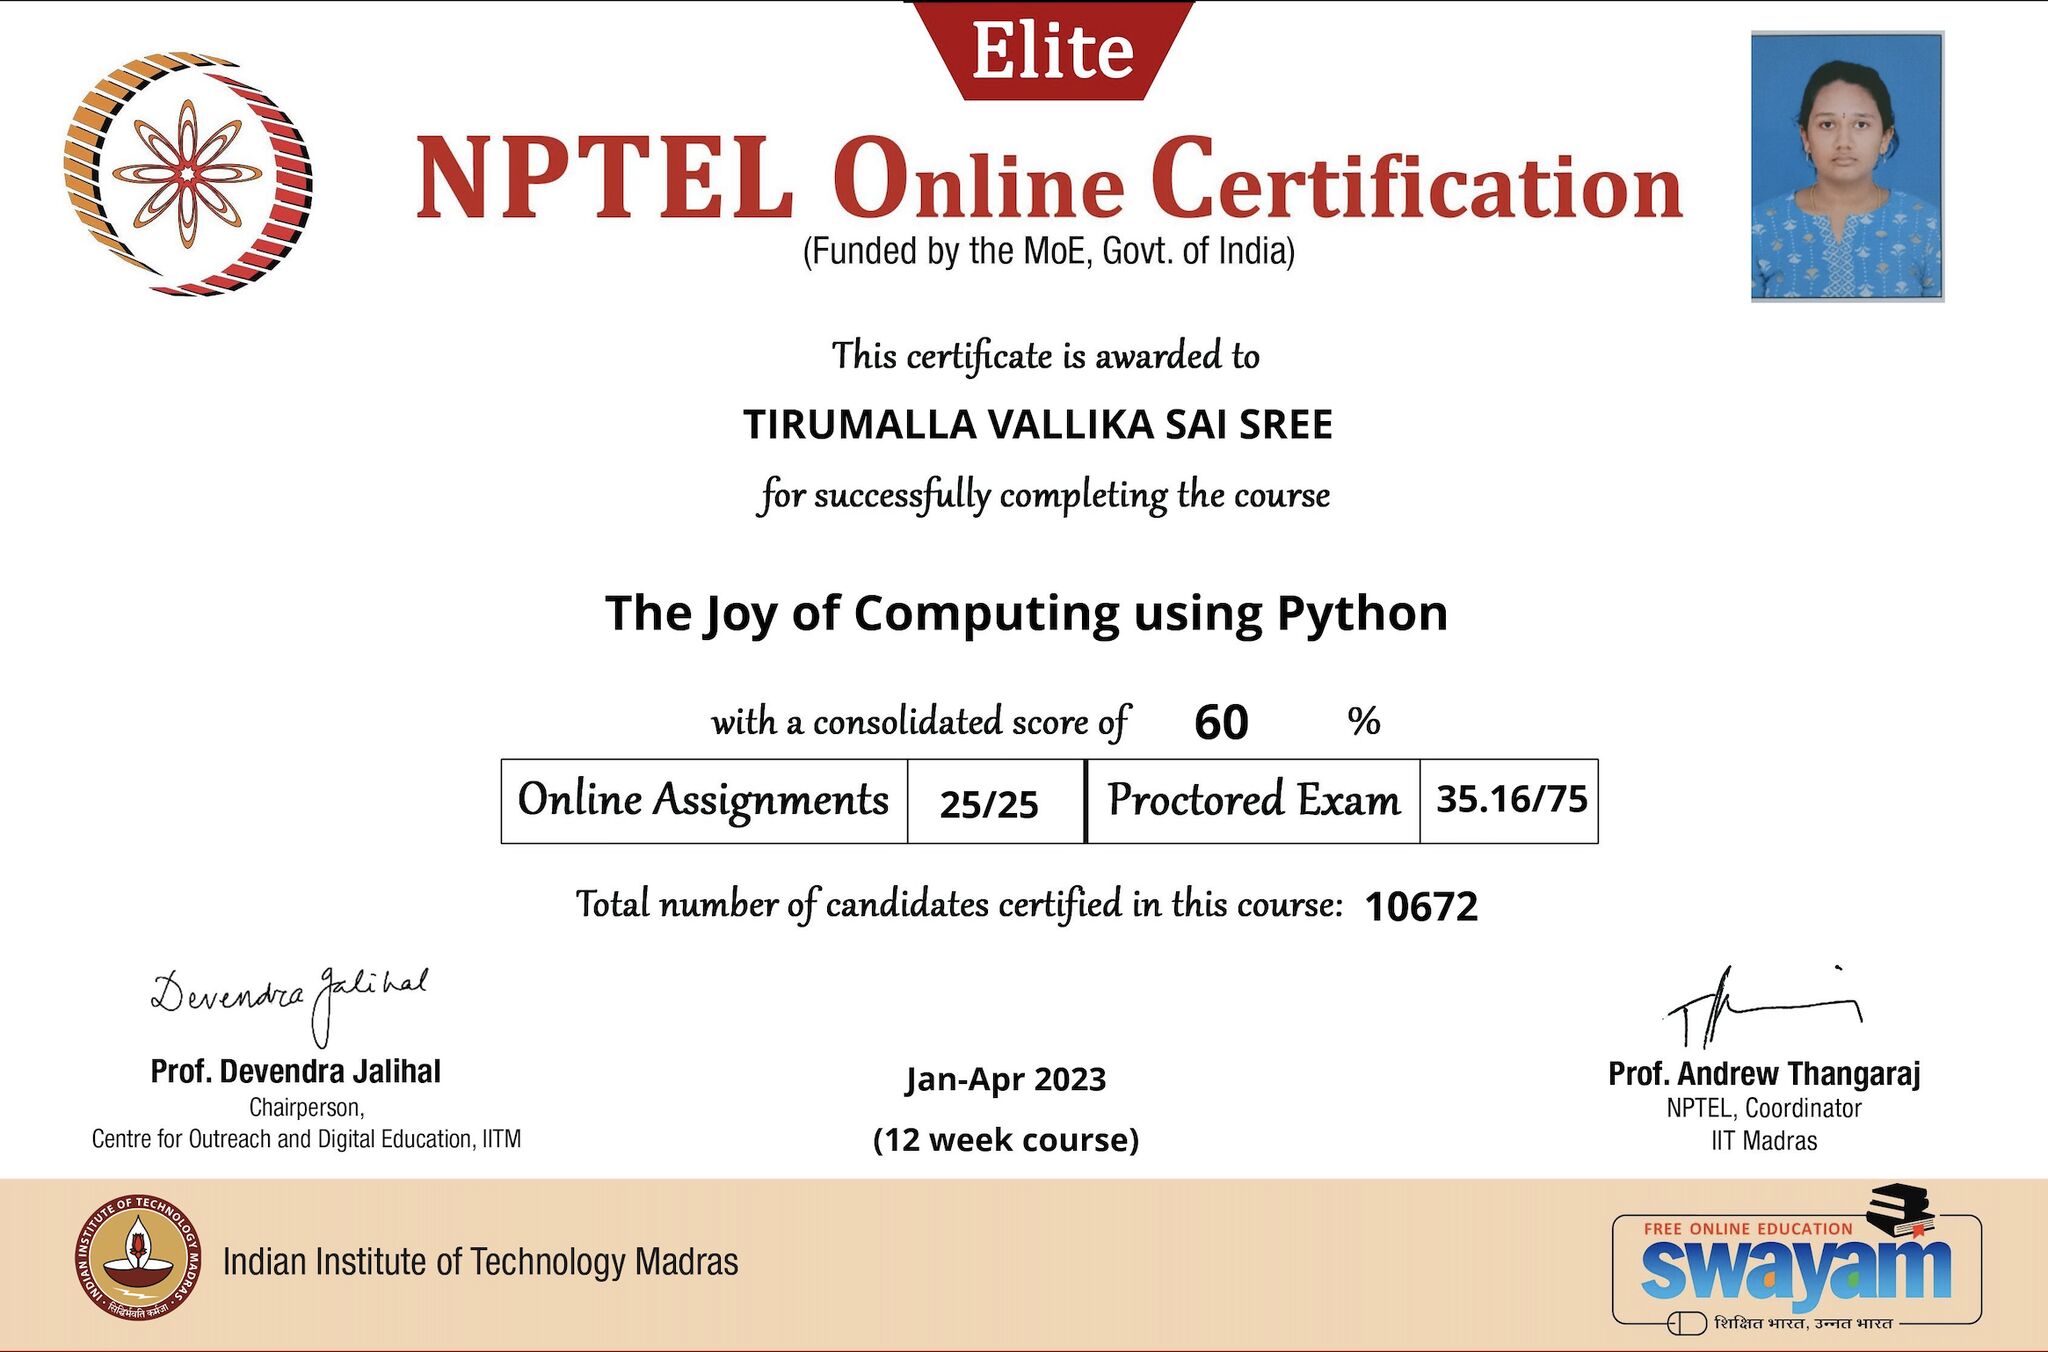 Elite
NPTEL Online Certification
(Funded by the MoE, Govt. of India)
This certificate is awarded to
TIRUMALLA VALLIKA SAI SREE
for successfully completing the course
The Joy of Computing using Python
with a consolidated score of 60 %
Online Assignments 25/25 Proctored Exam 35.16/75
Total number of candidates certified in this course: 10672
Devendra Jalihal
Prof. Devendra Jalihal
Chairperson,
Centre for Outreach and Digital Education, IITM
Jan-Apr 2023
(12 week course)
Prof. Andrew Thangaraj
NPTEL, Coordinator
IIT Madras
INDIAN INSTITUTE OF TECHNOLOGY MADRAS
सिद्धिर्भवति कर्मजा
Indian Institute of Technology Madras
FREE ONLINE EDUCATION
swayam
शिक्षित भारत, उन्नत भारत